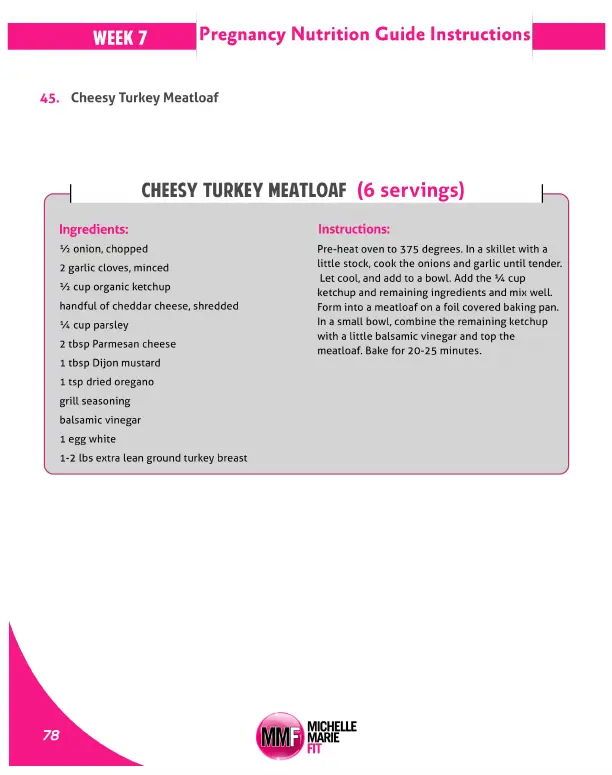 WEEK 7
Pregnancy Nutrition Guide Instructions
45. Cheesy Turkey Meatloaf
CHEESY TURKEY MEATLOAF (6 servings)
Ingredients:
½ onion, chopped
2 garlic cloves, minced
½ cup organic ketchup
handful of cheddar cheese, shredded
¼ cup parsley
2 tbsp Parmesan cheese
1 tbsp Dijon mustard
1 tsp dried oregano
grill seasoning
balsamic vinegar
1 egg white
1-2 lbs extra lean ground turkey breast
Instructions:
Pre-heat oven to 375 degrees. In a skillet with a
little stock, cook the onions and garlic until tender.
Let cool, and add to a bowl. Add the ¼ cup
ketchup and remaining ingredients and mix well.
Form into a meatloaf on a foil covered baking pan.
In a small bowl, combine the remaining ketchup
with a little balsamic vinegar and top the
meatloaf. Bake for 20-25 minutes.
78
MMF
MICHELLE
MARIE
FIT